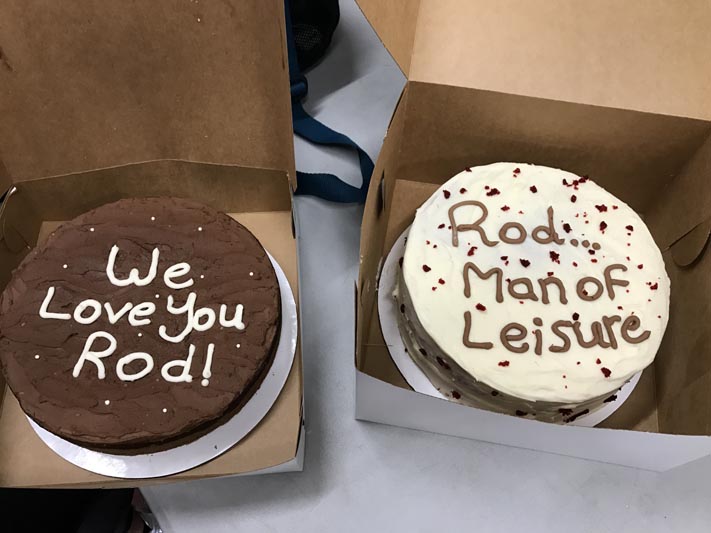 We
Love You
Rod!
Rod...
Man of
Leisure